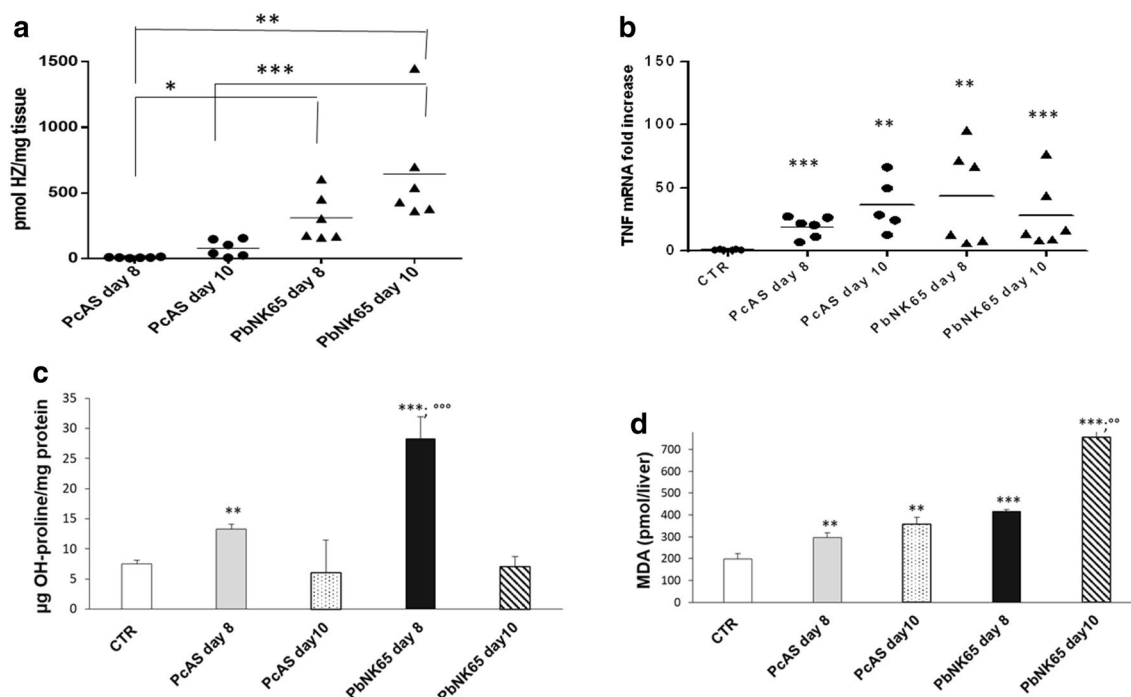 a
**
***
*
1500
1000
500
0
pmol HZ/mg tissue
PcAS day 8
PcAS day 10
PbNK65 day 8
PbNK65 day 10
b
150
100
50
0
TNF mRNA fold increase
***
**
**
***
CTR
PcAS day 8
PcAS day 10
PbNK65 day 8
PbNK65 day 10
c
35
30
25
20
15
10
5
0
µg OH-proline/mg protein
**
***; °°°
CTR
PcAS day 8
PcAS day10
PbNK65 day 8
PbNK65 day10
d
700
600
500
400
300
200
100
0
MDA (pmol/liver)
**
**
***
***;°°
CTR
PcAS day 8
PcAS day10
PbNK65 day 8
PbNK65 day10